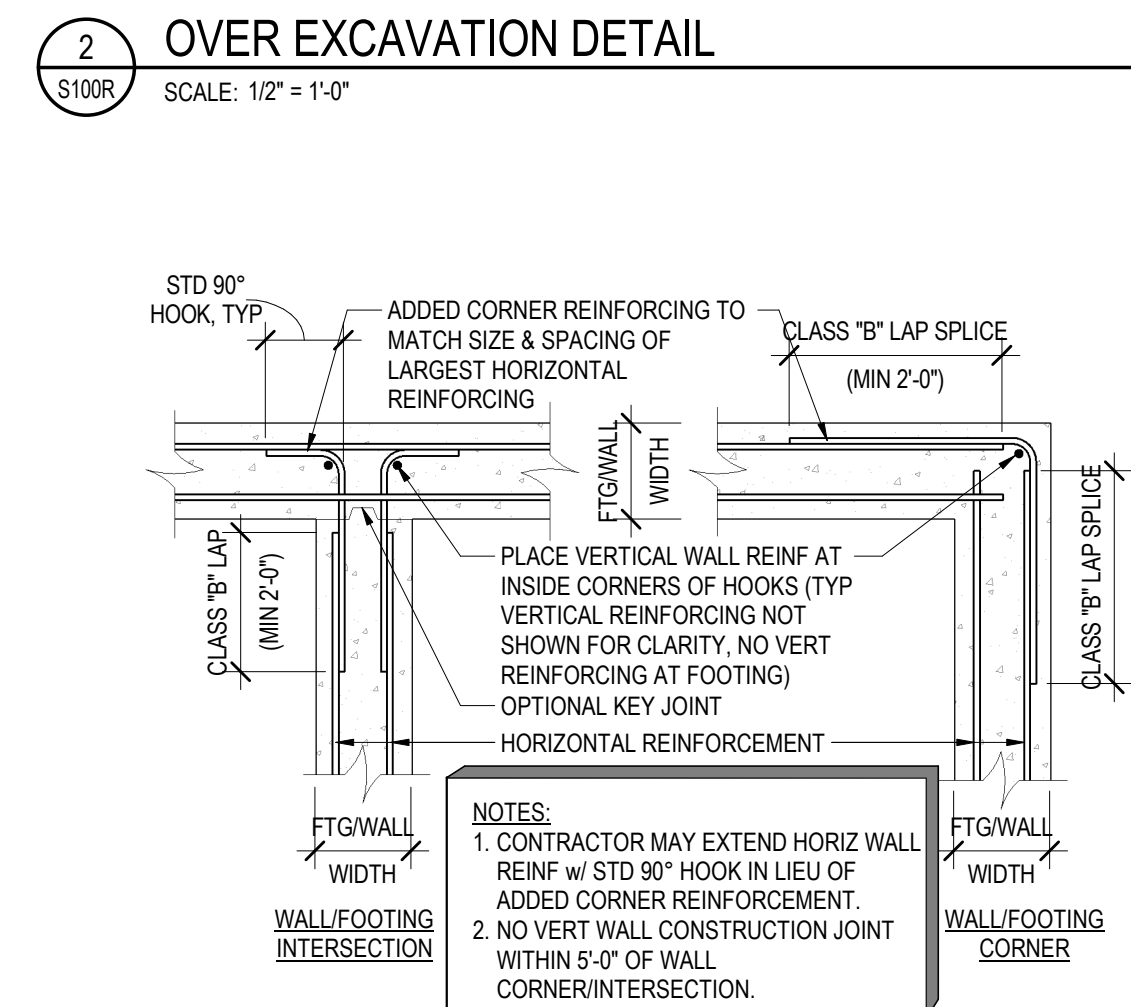 2
S100R
OVER EXCAVATION DETAIL
SCALE: 1/2" = 1'-0"
STD 90°
HOOK, TYP
ADDED CORNER REINFORCING TO
MATCH SIZE & SPACING OF
LARGEST HORIZONTAL
REINFORCING
CLASS "B" LAP SPLICE
(MIN 2'-0")
FTG/WALL
WIDTH
CLASS "B" LAP
(MIN 2'-0")
CLASS "B" LAP SPLICE
PLACE VERTICAL WALL REINF AT
INSIDE CORNERS OF HOOKS (TYP
VERTICAL REINFORCING NOT
SHOWN FOR CLARITY, NO VERT
REINFORCING AT FOOTING)
OPTIONAL KEY JOINT
HORIZONTAL REINFORCEMENT
FTG/WALL
WIDTH
WALL/FOOTING
INTERSECTION
NOTES:
1. CONTRACTOR MAY EXTEND HORIZ WALL
REINF w/ STD 90° HOOK IN LIEU OF
ADDED CORNER REINFORCEMENT.
2. NO VERT WALL CONSTRUCTION JOINT
WITHIN 5'-0" OF WALL
CORNER/INTERSECTION.
FTG/WALL
WIDTH
WALL/FOOTING
CORNER